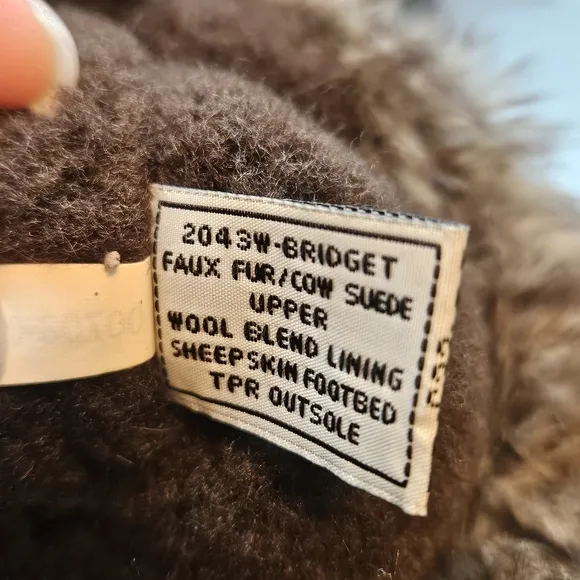 2043W-BRIDGET
FAUX FUR/COW SUEDE
UPPER
WOOL BLEND LINING
SHEEPSKIN FOOTBED
TPR OUTSOLE